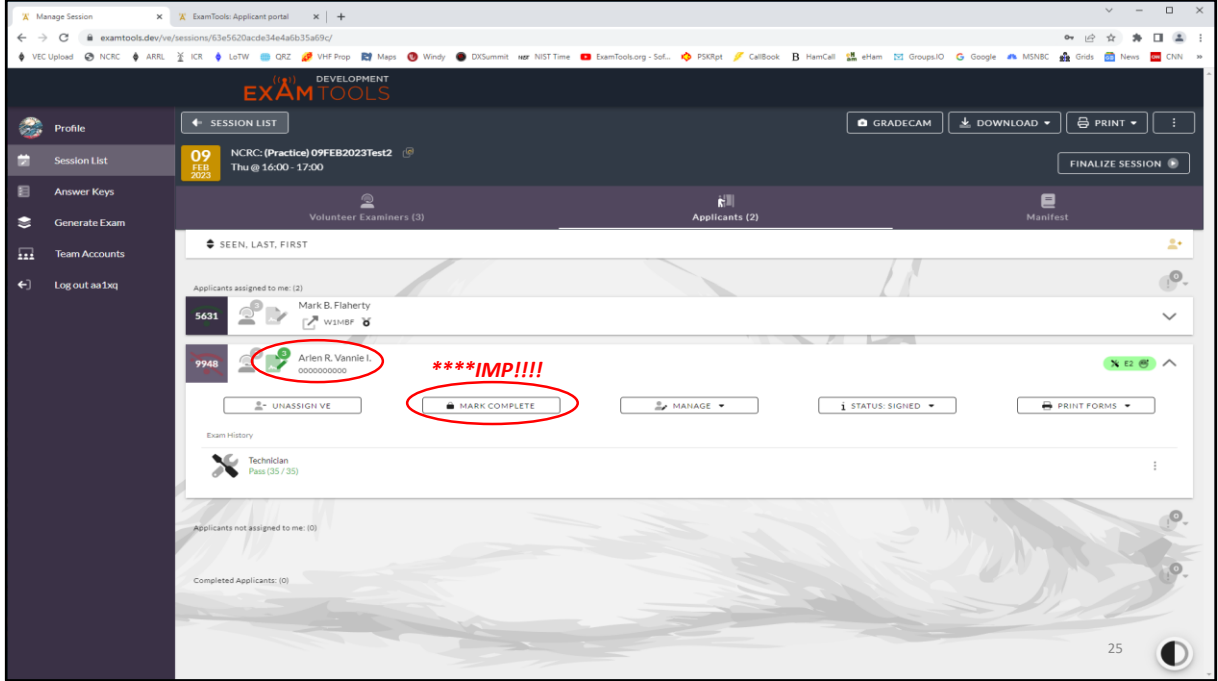 Manage Session
ExamTools: Applicant portal
examtools.dev/ve/sessions/63e5620acde34e4a6b35a69c/
VEC Upload NCRC ARRL ICR LoTW QRZ VHF Prop Maps Windy DXSummit NIST Time ExamTools.org - Sof... PSKRpt CallBook HamCall eHam Groups.IO Google MSNBC Grids News CNN »
DEVELOPMENT
EXAMTOOLS
Profile
Session List
Answer Keys
Generate Exam
Team Accounts
Log out aa1xq
SESSION LIST
GRADECAM
DOWNLOAD
PRINT
09
FEB
2023
NCRC: (Practice) 09FEB2023Test2
Thu @ 16:00 - 17:00
FINALIZE SESSION
Volunteer Examiners (3)
Applicants (2)
Manifest
SEEN, LAST, FIRST
Applicants assigned to me: (2)
0
5631
3
Mark B. Flaherty
W1MBF
9948
3
Arlen R. Vannie I.
0000000000
****IMP!!!!
E2
UNASSIGN VE
MARK COMPLETE
MANAGE
STATUS: SIGNED
PRINT FORMS
Exam History
Technician
Pass (35 / 35)
Applicants not assigned to me: (0)
0
Completed Applicants: (0)
0
25